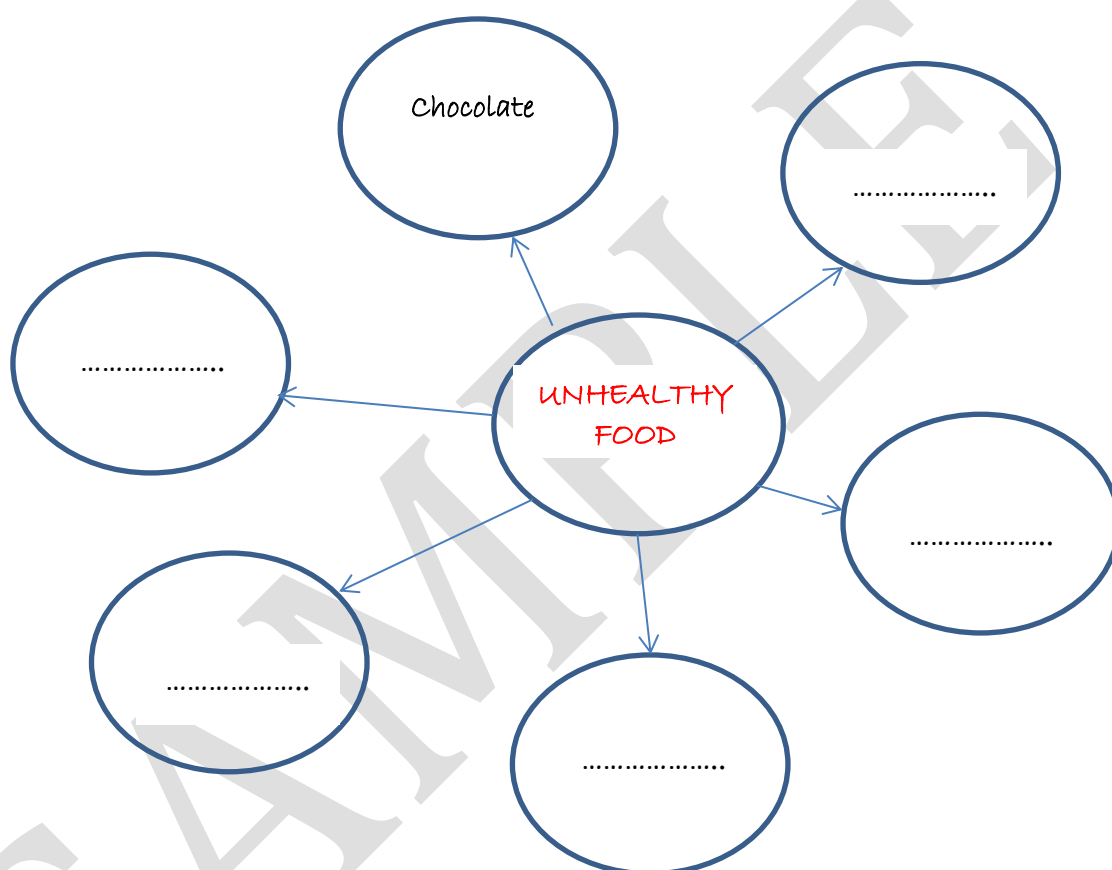 Chocolate
………………..
………………..
UNHEALTHY
FOOD
………………..
………………..
………………..
SAMPLE